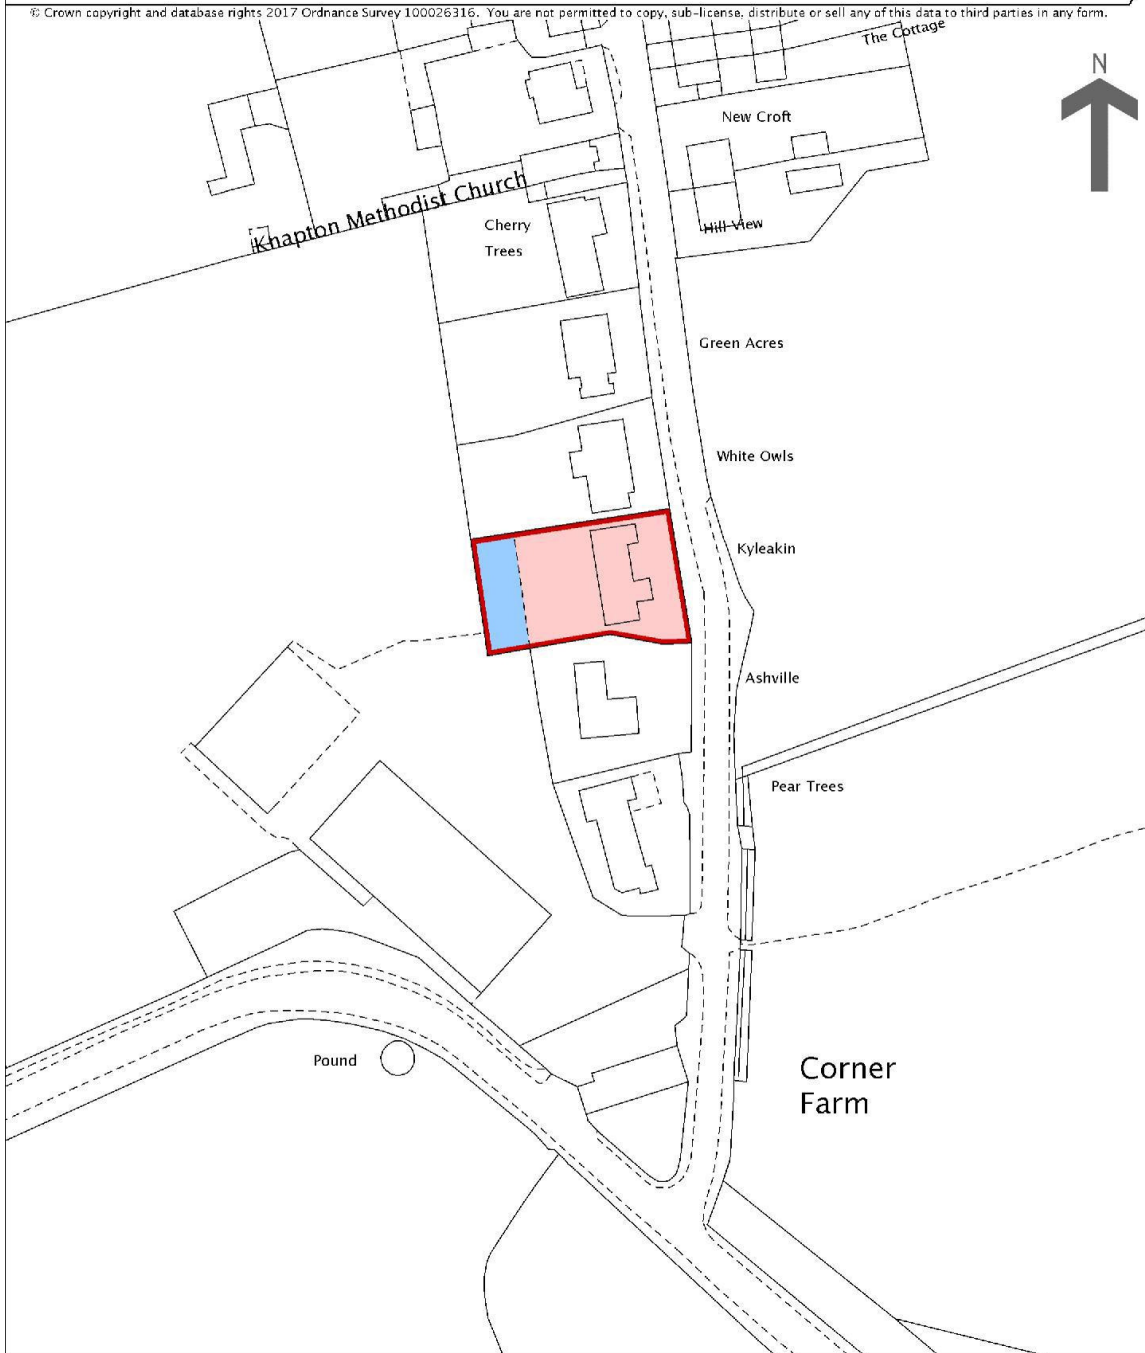 © Crown copyright and database rights 2017 Ordnance Survey 100026316. You are not permitted to copy, sub-license, distribute or sell any of this data to third parties in any form.
The Cottage
N
New Croft
Knapton Methodist Church
Cherry
Trees
Hill View
Green Acres
White Owls
Kyleakin
Ashville
Pear Trees
Pound
Corner
Farm